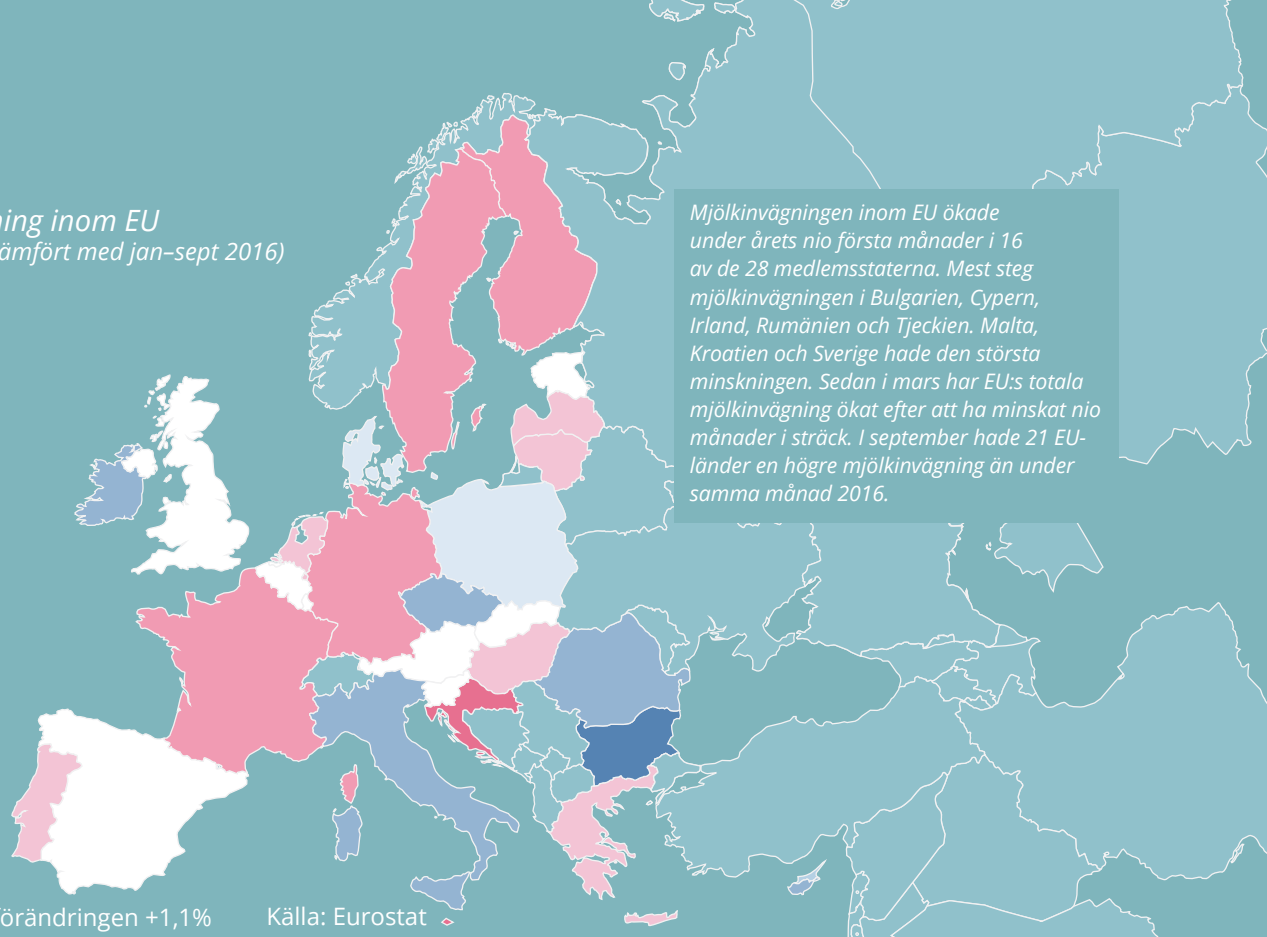 ning inom EU
ämfört med jan–sept 2016)
Mjölkinvägningen inom EU ökade
under årets nio första månader i 16
av de 28 medlemsstaterna. Mest steg
mjölkinvägningen i Bulgarien, Cypern,
Irland, Rumänien och Tjeckien. Malta,
Kroatien och Sverige hade den största
minskningen. Sedan i mars har EU:s totala
mjölkinvägning ökat efter att ha minskat nio
månader i sträck. I september hade 21 EU-
länder en högre mjölkinvägning än under
samma månad 2016.
örändringen +1,1%
Källa: Eurostat